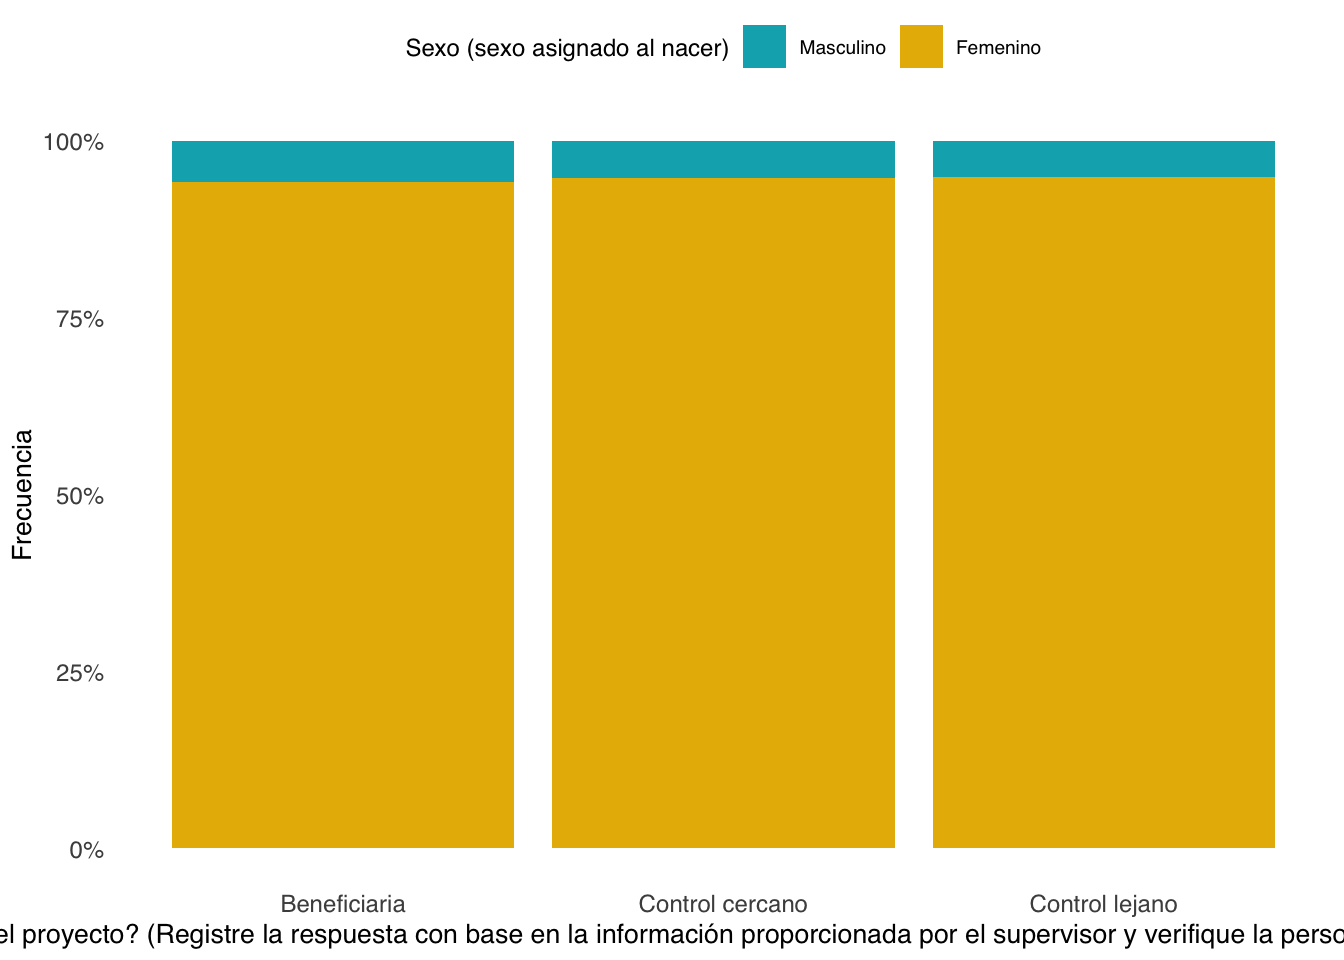 Sexo (sexo asignado al nacer) Masculino Femenino
100%
75%
50%
25%
0%
Frecuencia
Beneficiaria Control cercano Control lejano
el proyecto? (Registre la respuesta con base en la información proporcionada por el supervisor y verifique la perso